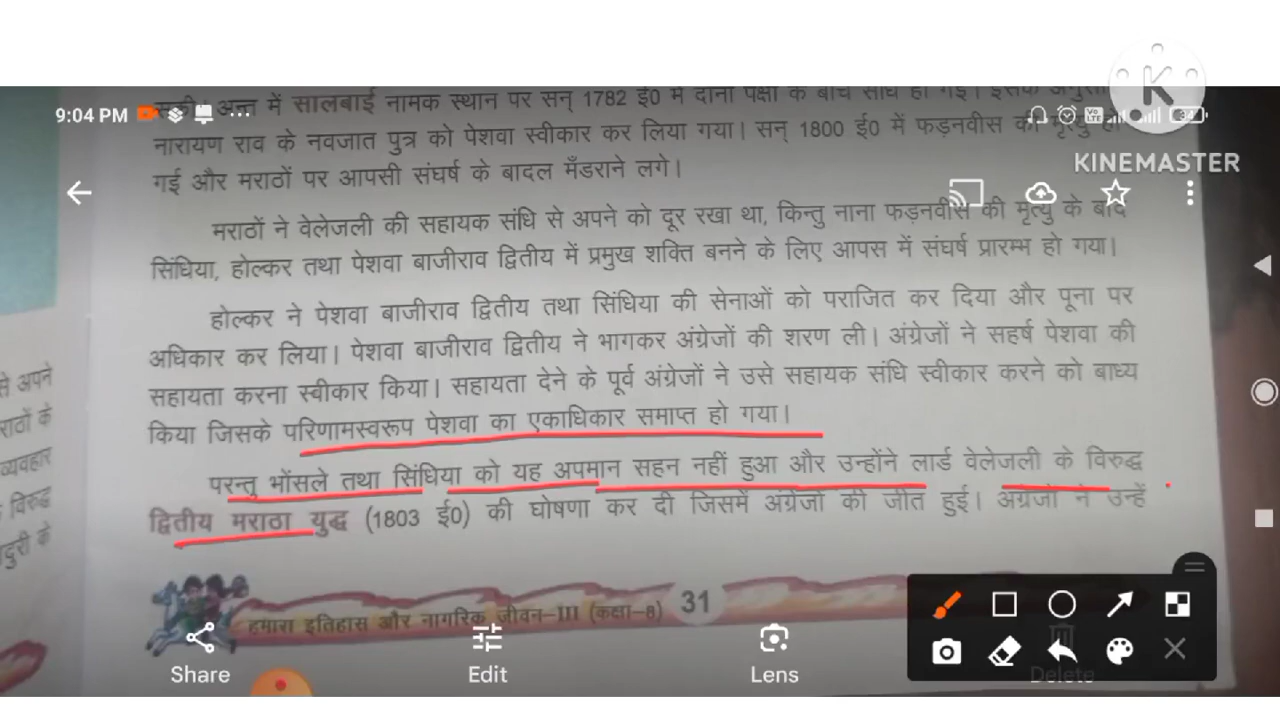 अन्त में सालबाई नामक स्थान पर सन् 1782 ई0 में दोनों पक्षों के बीच संधि हो गई। इसके
9:04 PM
34
नारायण राव के नवजात पुत्र को पेशवा स्वीकार कर लिया गया। सन् 1800 ई0 में फड़नवीस की मृत्यु हो
गई और मराठों पर आपसी संघर्ष के बादल मँडराने लगे।
KINEMASTER
मराठों ने वेलेजली की सहायक संधि से अपने को दूर रखा था, किन्तु नाना फड़नवीस की मृत्यु के बाद
सिंधिया, होल्कर तथा पेशवा बाजीराव द्वितीय में प्रमुख शक्ति बनने के लिए आपस में संघर्ष प्रारम्भ हो गया।
होल्कर ने पेशवा बाजीराव द्वितीय तथा सिंधिया की सेनाओं को पराजित कर दिया और पूना पर
अधिकार कर लिया। पेशवा बाजीराव द्वितीय ने भागकर अंग्रेजों की शरण ली। अंग्रेजों ने सहर्ष पेशवा की
सहायता करना स्वीकार किया। सहायता देने के पूर्व अंग्रेजों ने उसे सहायक संधि स्वीकार करने को बाध्य
किया जिसके परिणामस्वरूप पेशवा का एकाधिकार समाप्त हो गया।
परन्तु भोंसले तथा सिंधिया को यह अपमान सहन नहीं हुआ और उन्होंने लार्ड वेलेजली के विरुद्ध
द्वितीय मराठा युद्ध (1803 ई0) की घोषणा कर दी जिसमें अंग्रेजों की जीत हुई। अंग्रेजों ने उन्हें
से अपने
राठों के
व्यवहार
विरुद्ध
दुरी के
हमारा इतिहास और नागरिक जीवन-III (कक्षा-8) 31
Share
Edit
Lens
Delete